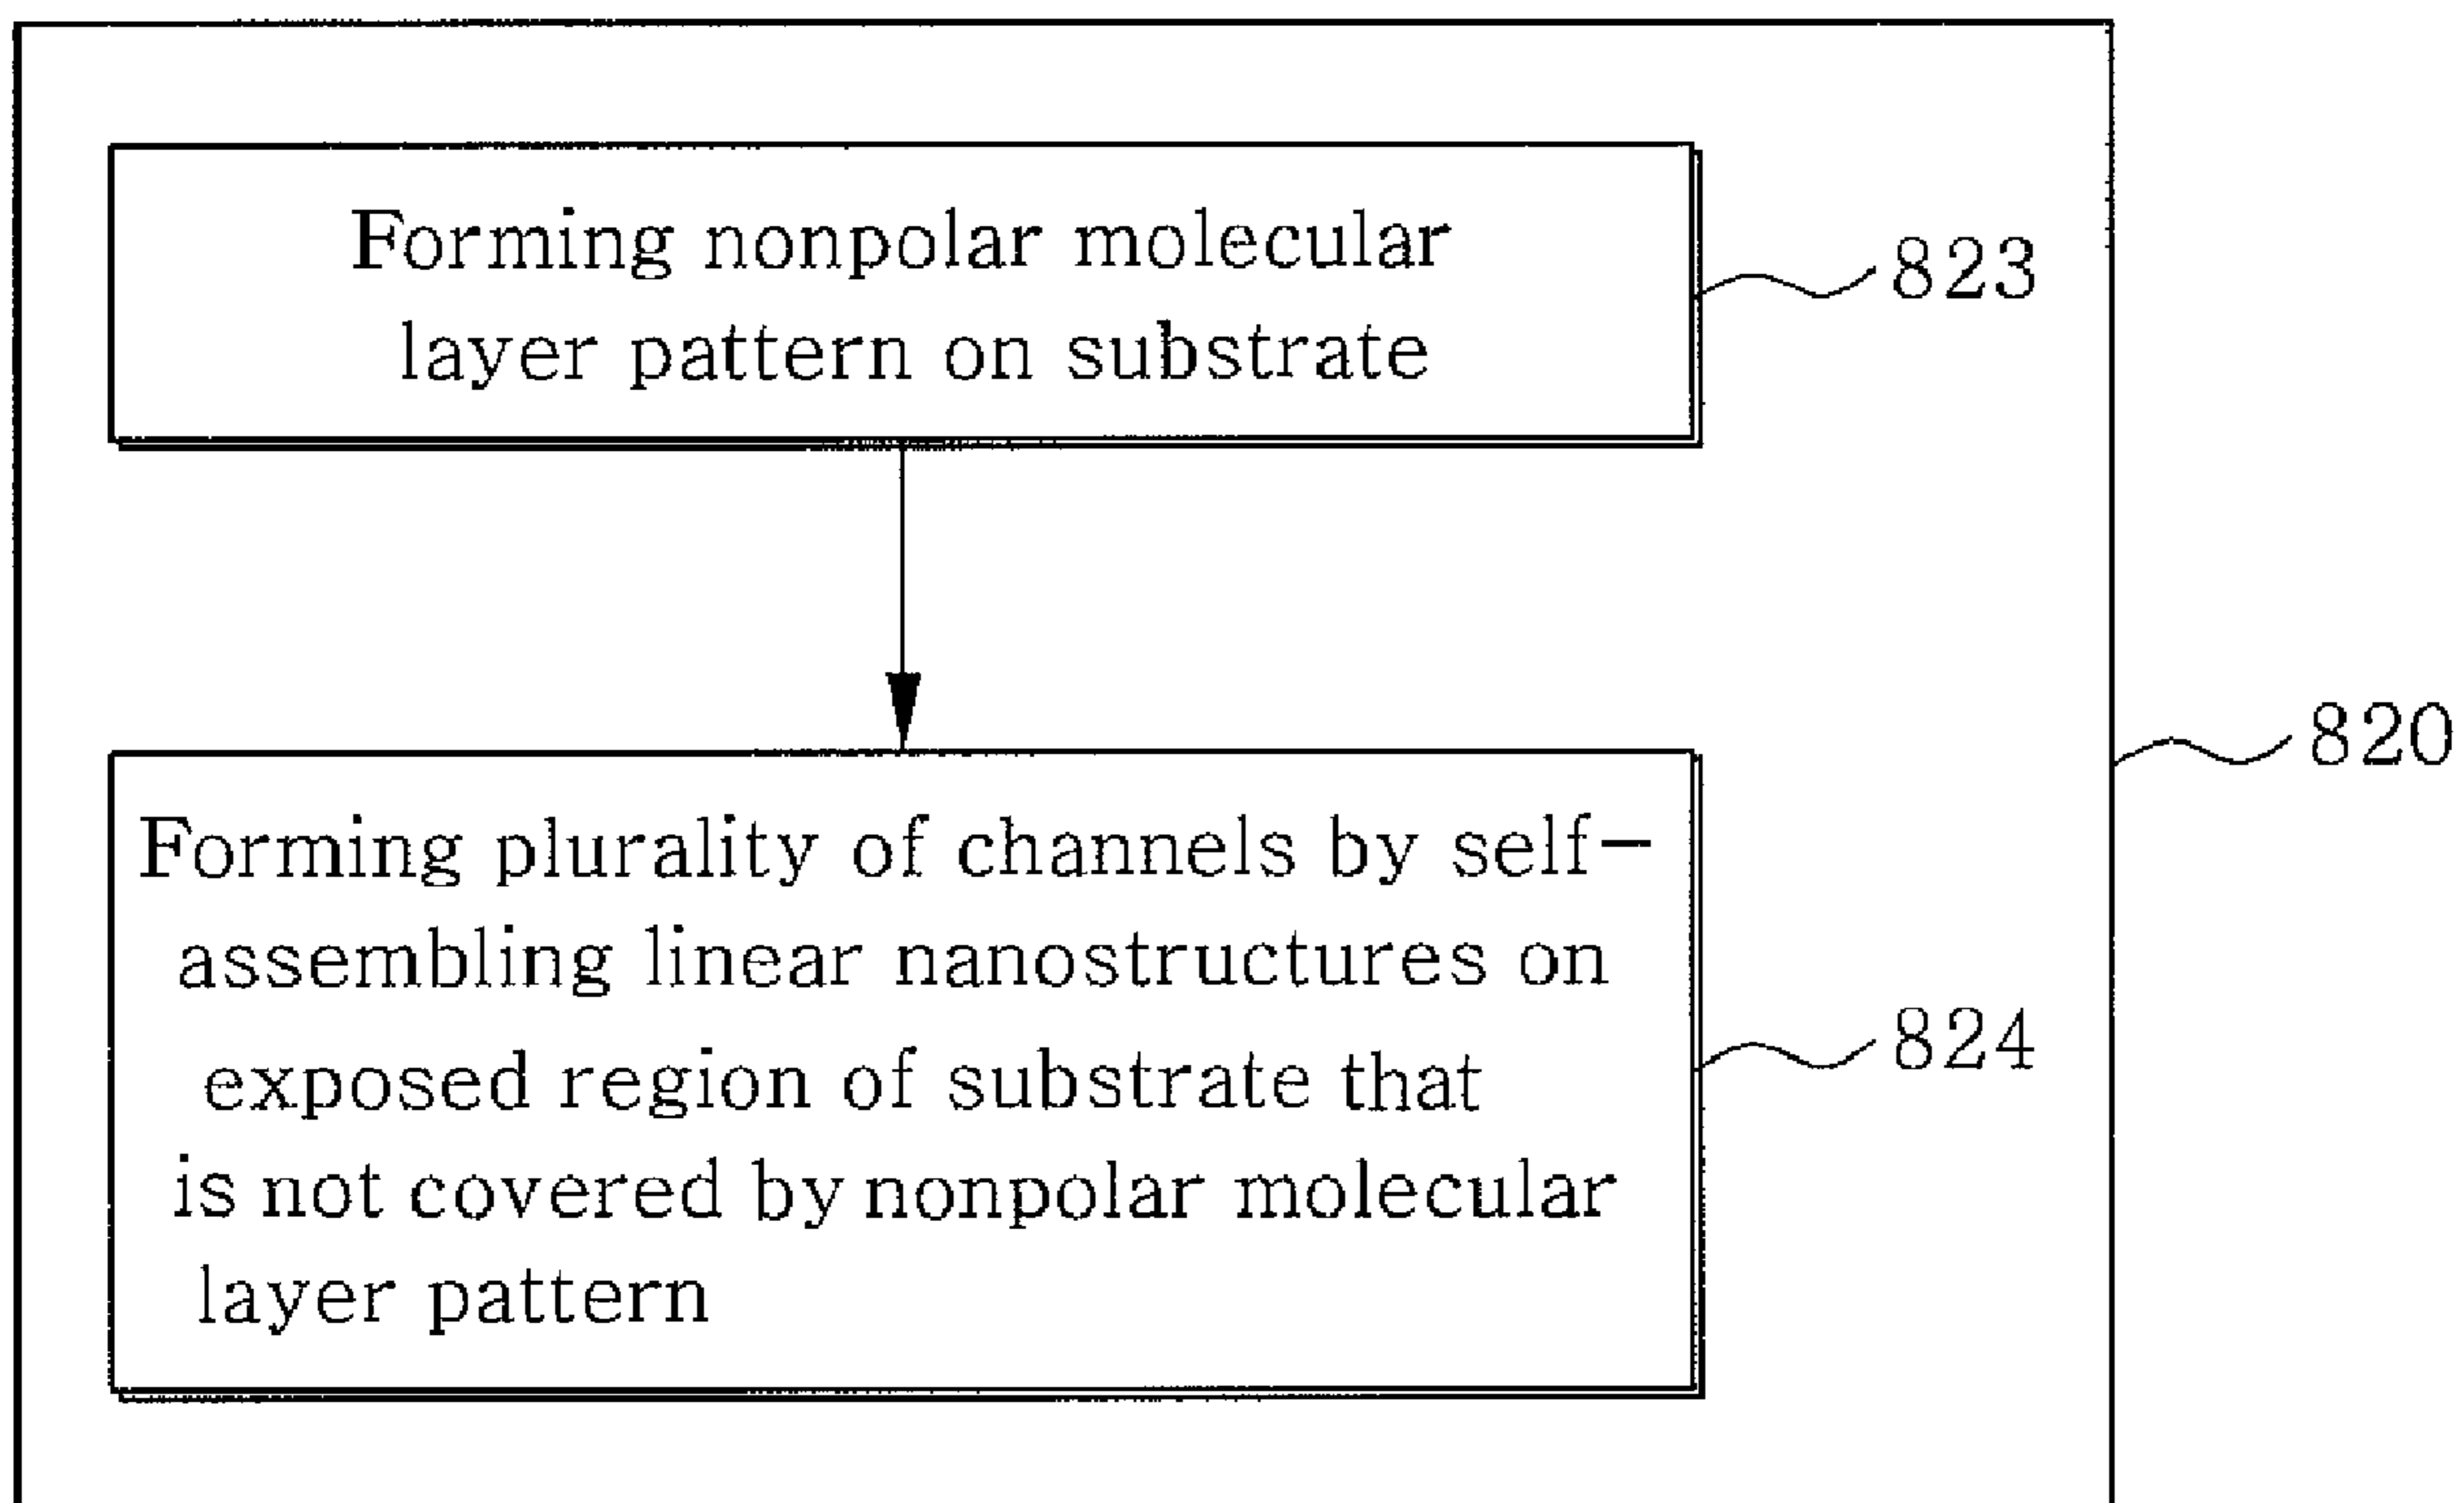 Forming nonpolar molecular
layer pattern on substrate
823
Forming plurality of channels by self-
assembling linear nanostructures on
exposed region of substrate that
is not covered by nonpolar molecular
layer pattern
824
820